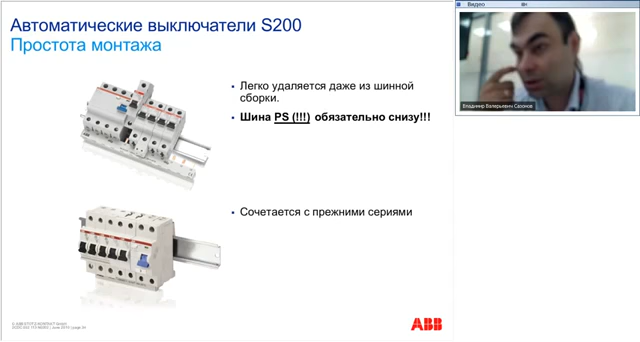 Автоматические выключатели S200
Простота монтажа
Видео
Владимир Валерьевич Сазонов
▪ Легко удаляется даже из шинной
сборки.
▪ Шина PS (!!!) обязательно снизу!!!
▪ Сочетается с прежними сериями
ABB